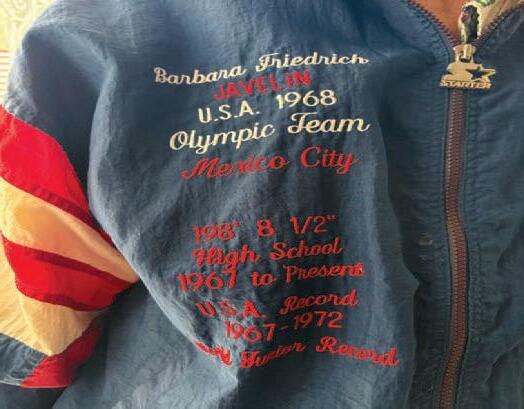 Barbara Friedrich
JAVELIN
U.S.A. 1968
Olympic Team
Mexico City
198' 8 1/2"
High School
1967 to Present
U.S.A. Record
1967-1972
Junior Record
STARTER